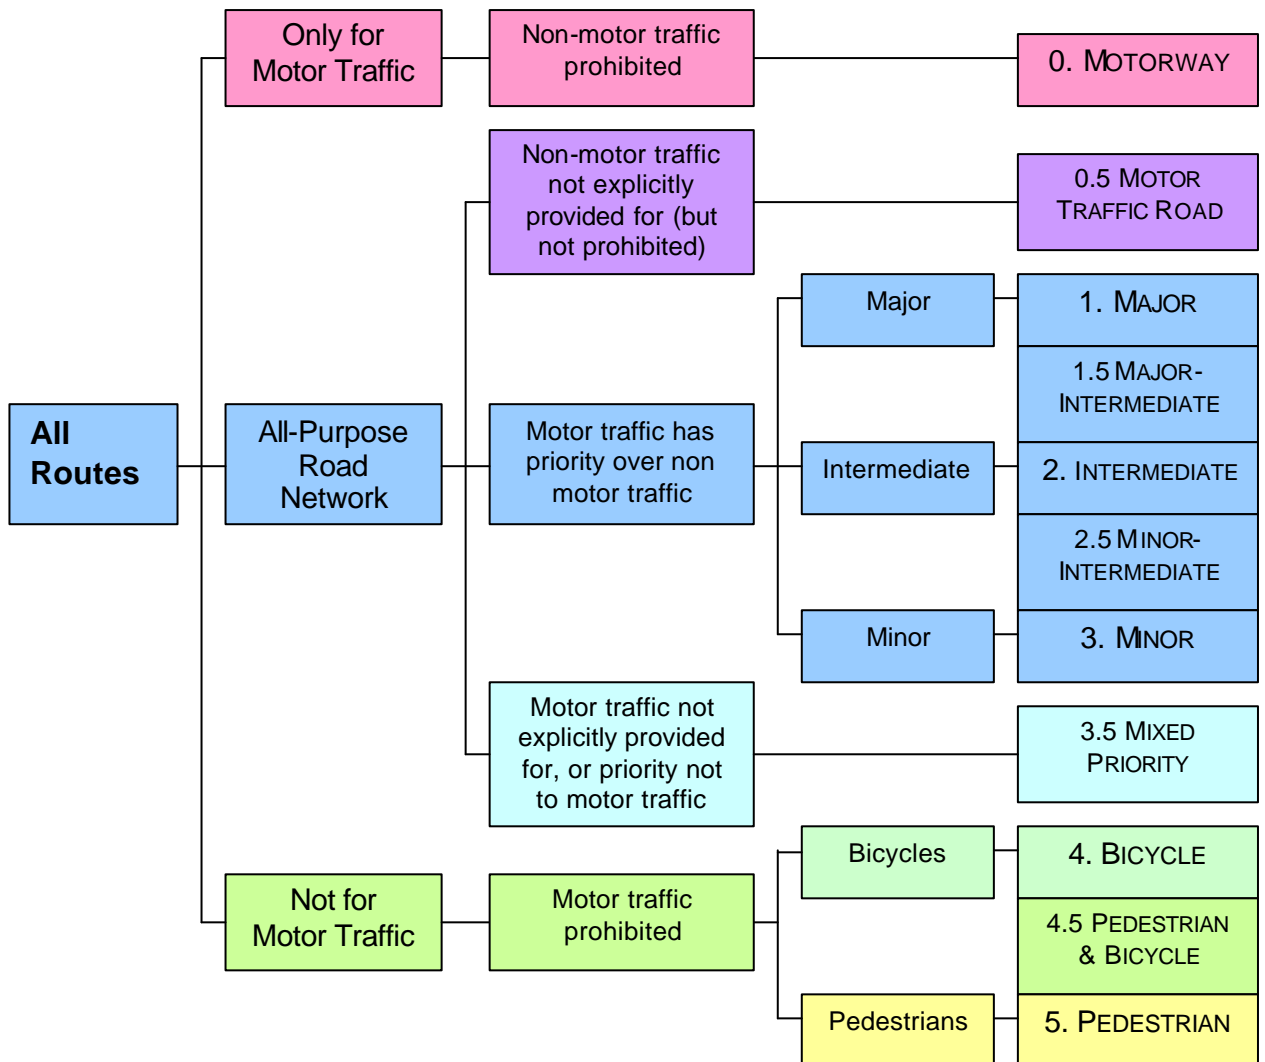 Only for
Motor Traffic
Non-motor traffic
prohibited
0. MOTORWAY
Non-motor traffic
not explicitly
provided for (but
not prohibited)
0.5 MOTOR
TRAFFIC ROAD
Major
1. MAJOR
1.5 MAJOR-
INTERMEDIATE
All
Routes
All-Purpose
Road
Network
Motor traffic has
priority over non
motor traffic
Intermediate
2. INTERMEDIATE
2.5 MINOR-
INTERMEDIATE
Minor
3. MINOR
Motor traffic not
explicitly provided
for, or priority not
to motor traffic
3.5 MIXED
PRIORITY
Not for
Motor Traffic
Motor traffic
prohibited
Bicycles
4. BICYCLE
4.5 PEDESTRIAN
& BICYCLE
Pedestrians
5. PEDESTRIAN